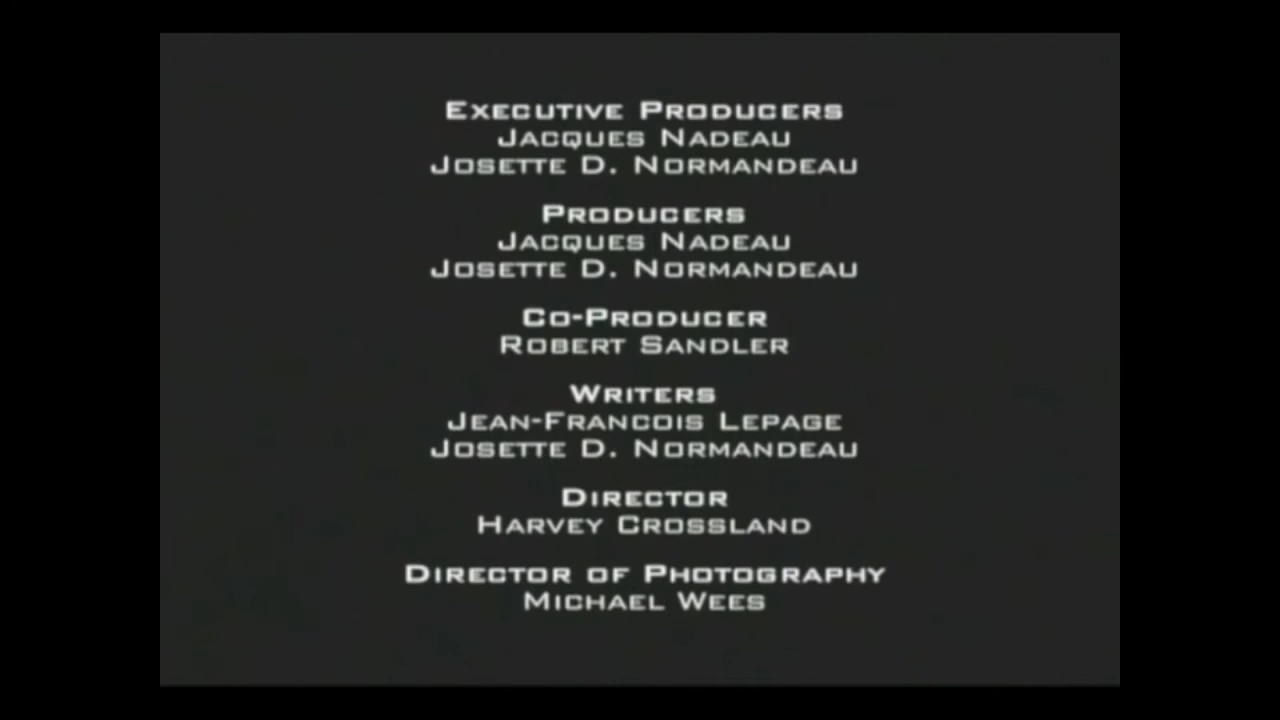 Executive Producers
Jacques Nadeau
Josette D. Normandeau
Producers
Jacques Nadeau
Josette D. Normandeau
Co-Producer
Robert Sandler
Writers
Jean-Francois Lepage
Josette D. Normandeau
Director
Harvey Crossland
Director of Photography
Michael Wees